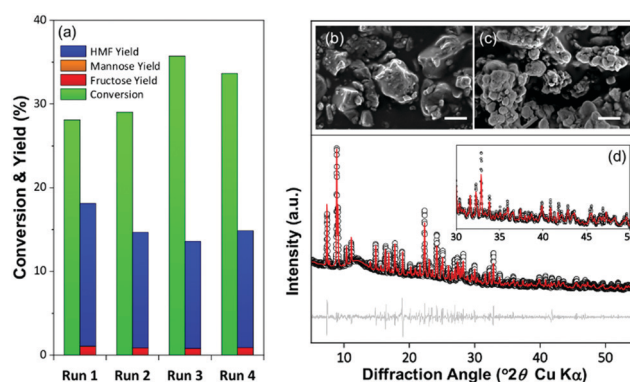 (a)
HMF Yield
Mannose Yield
Fructose Yield
Conversion
Conversion & Yield (%)
40
30
20
10
0
Run 1 Run 2 Run 3 Run 4
(b)
(c)
(d)
30 35 40 45 50
Intensity (a.u.)
10 20 30 40 50
Diffraction Angle (°2θ Cu Kα)